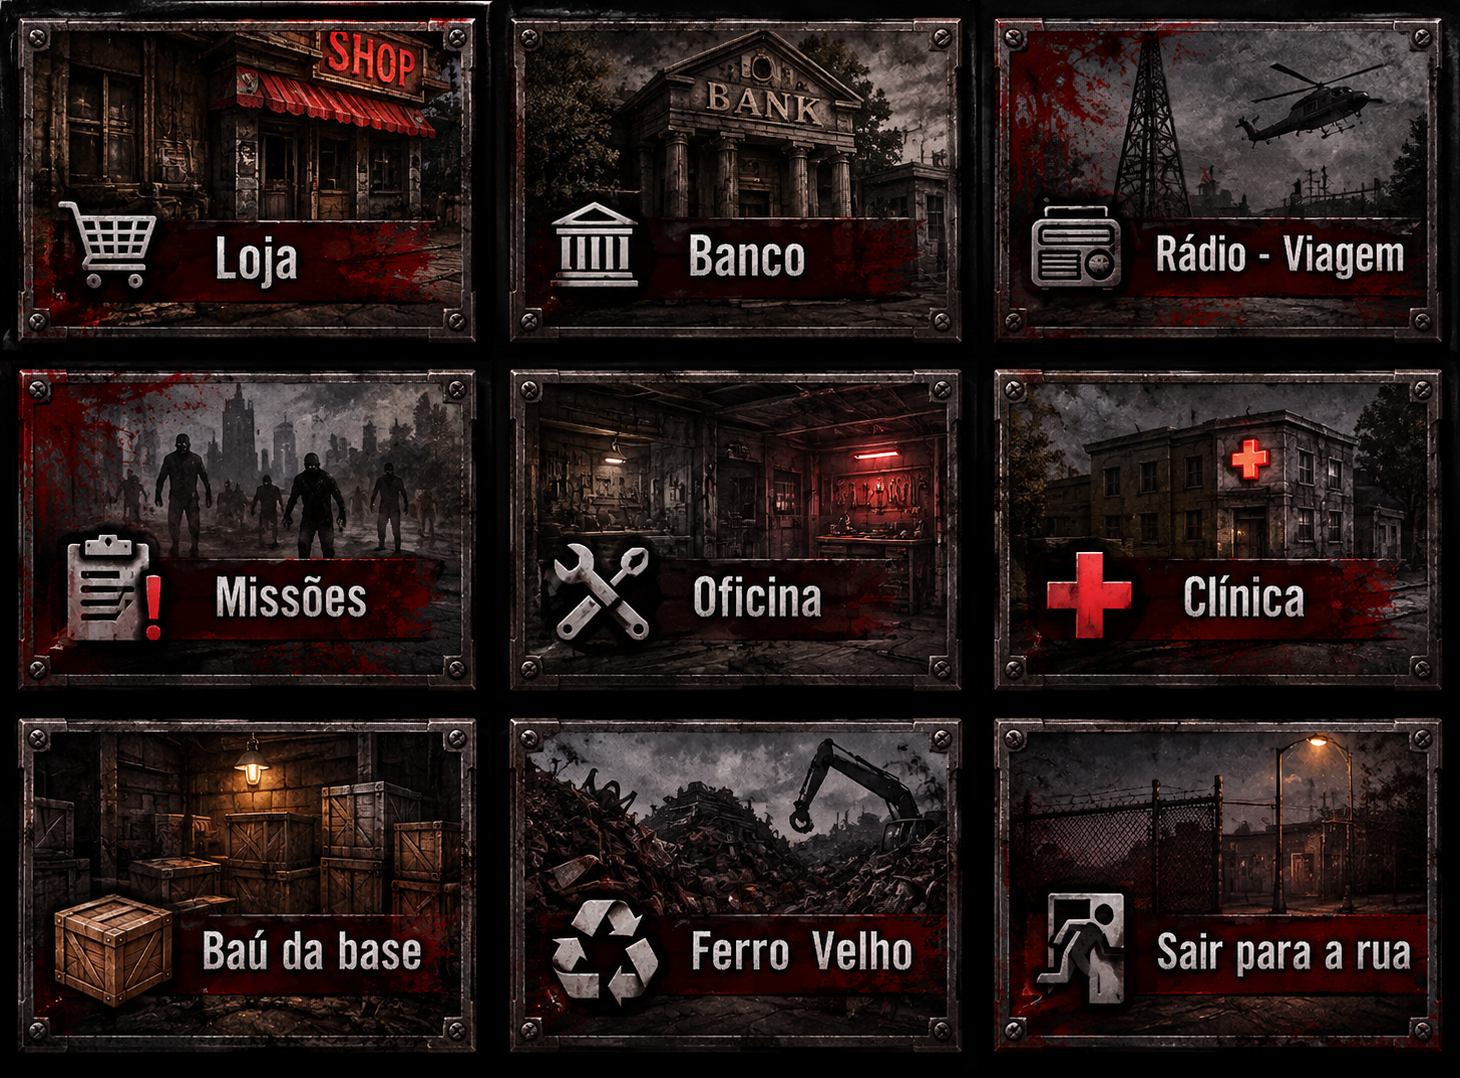 SHOP
Loja
BANK
Banco
Rádio - Viagem
Missões
Oficina
Clínica
Baú da base
Ferro Velho
Sair para a rua